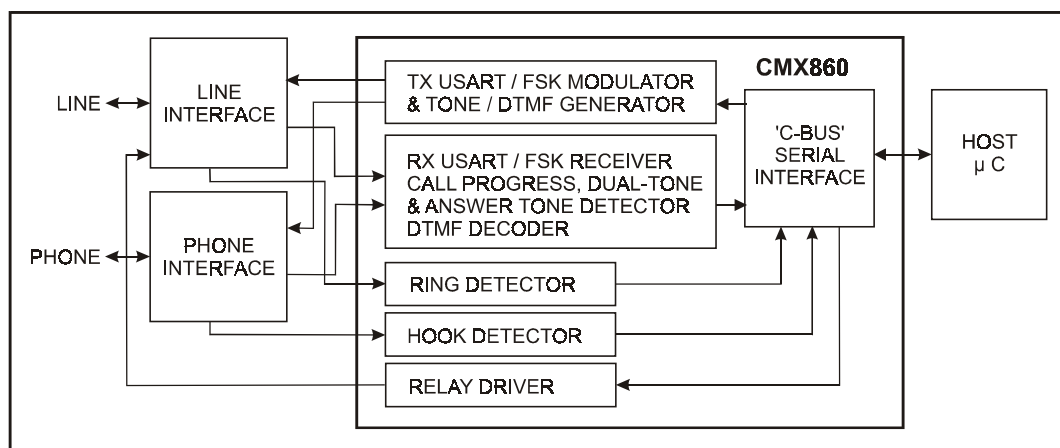 LINE
LINE
INTERFACE
PHONE
PHONE
INTERFACE
CMX860
TX USART / FSK MODULATOR
& TONE / DTMF GENERATOR
RX USART / FSK RECEIVER
CALL PROGRESS, DUAL-TONE
& ANSWER TONE DETECTOR
DTMF DECODER
RING DETECTOR
HOOK DETECTOR
RELAY DRIVER
'C-BUS'
SERIAL
INTERFACE
HOST
µ C